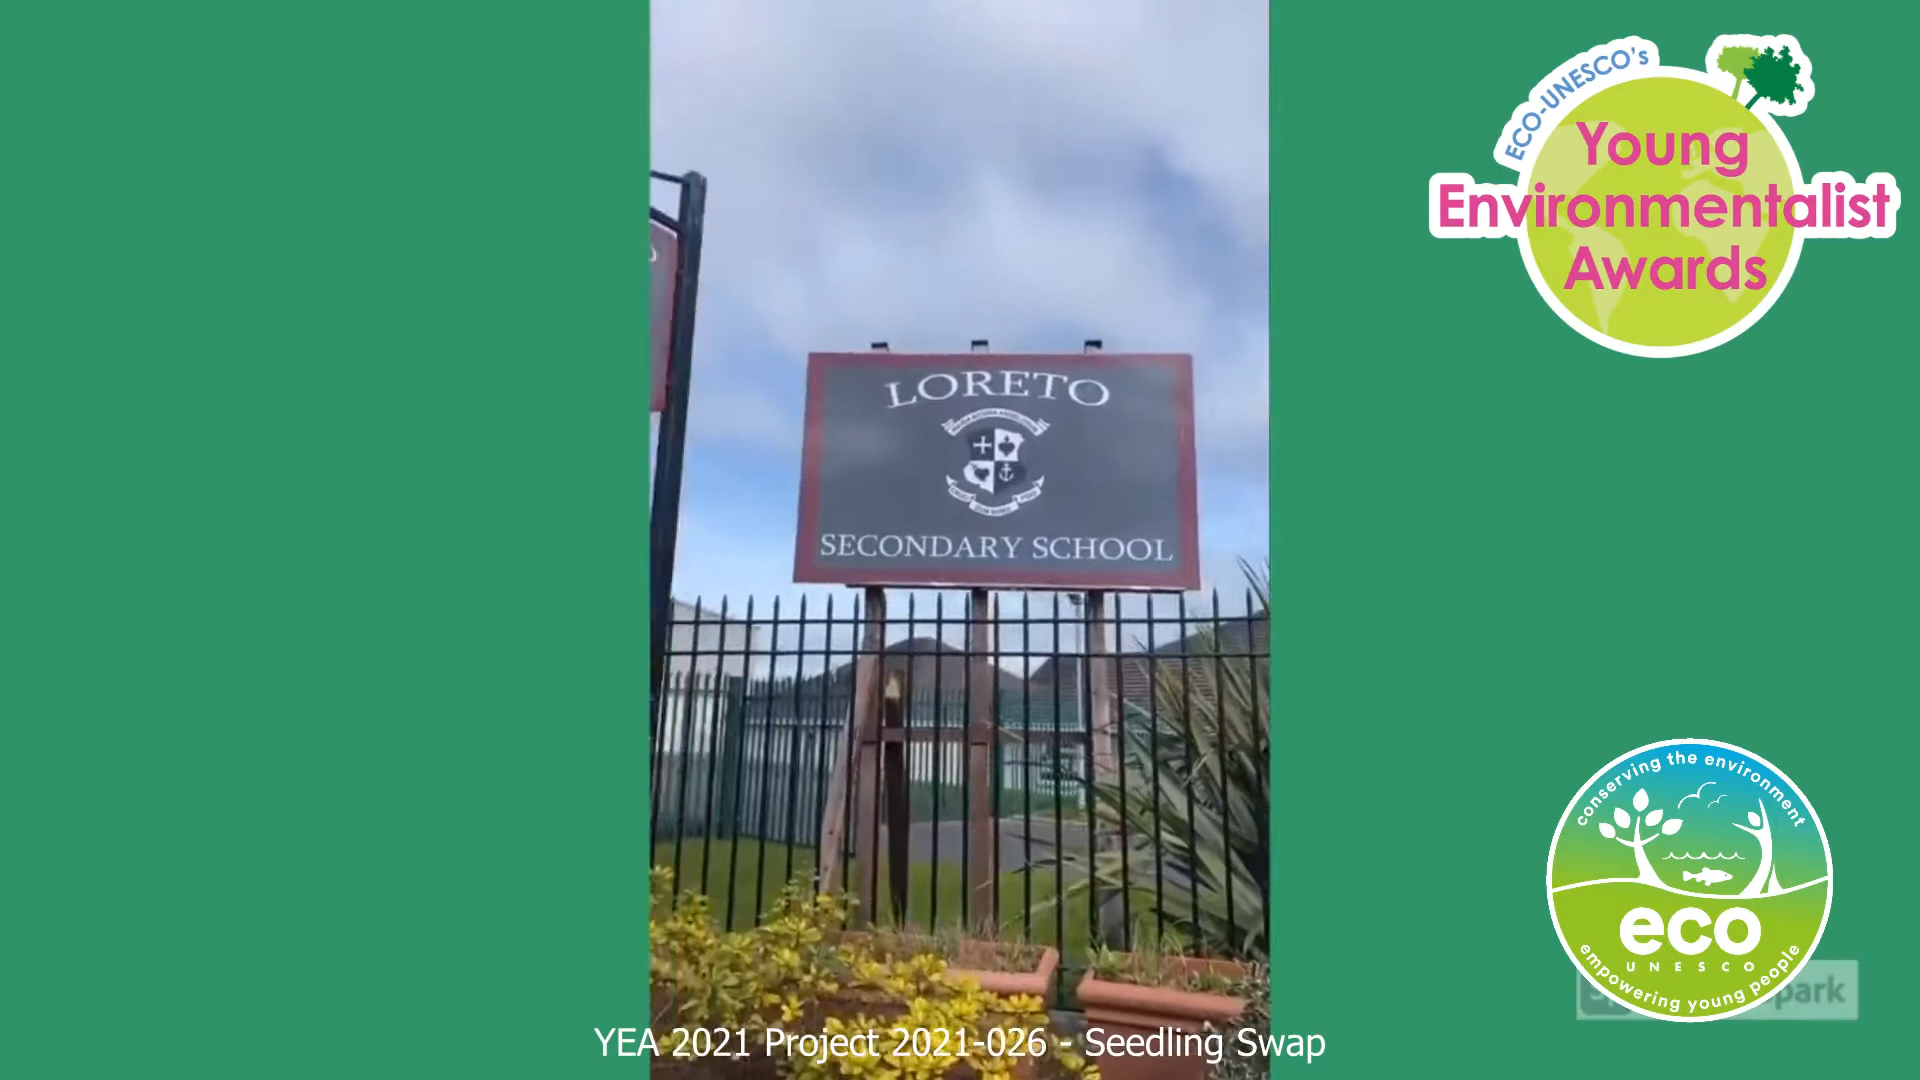 ECO-UNESCO's
Young
Environmentalist
Awards
LORETO
SECONDARY SCHOOL
conserving the environment
eco
UNESCO
empowering young people
park
YEA 2021 Project 2021-026 - Seedling Swap